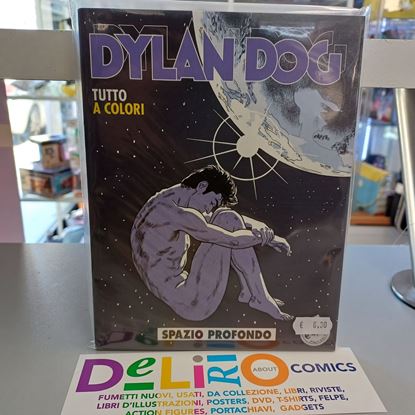 DYLAN DOG
TUTTO
A COLORI
SPAZIO PROFONDO
DeLiRiO
ABOUT
COMICS
FUMETTI NUOVI, USATI, DA COLLEZIONE, LIBRI, RIVISTE,
LIBRI D'ILLUSTRAZIONI, POSTERS, DVD, T-SHIRTS, FELPE,
ACTION FIGURES, PORTACHIAVI, GADGETS